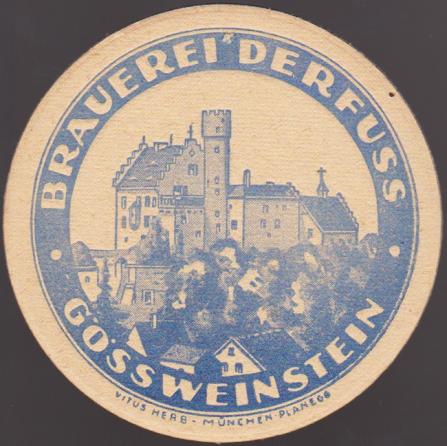 BRAUEREI DERFUSS
GÖSSWEINSTEIN
VITUS HERB - MÜNCHEN-PLANEGG